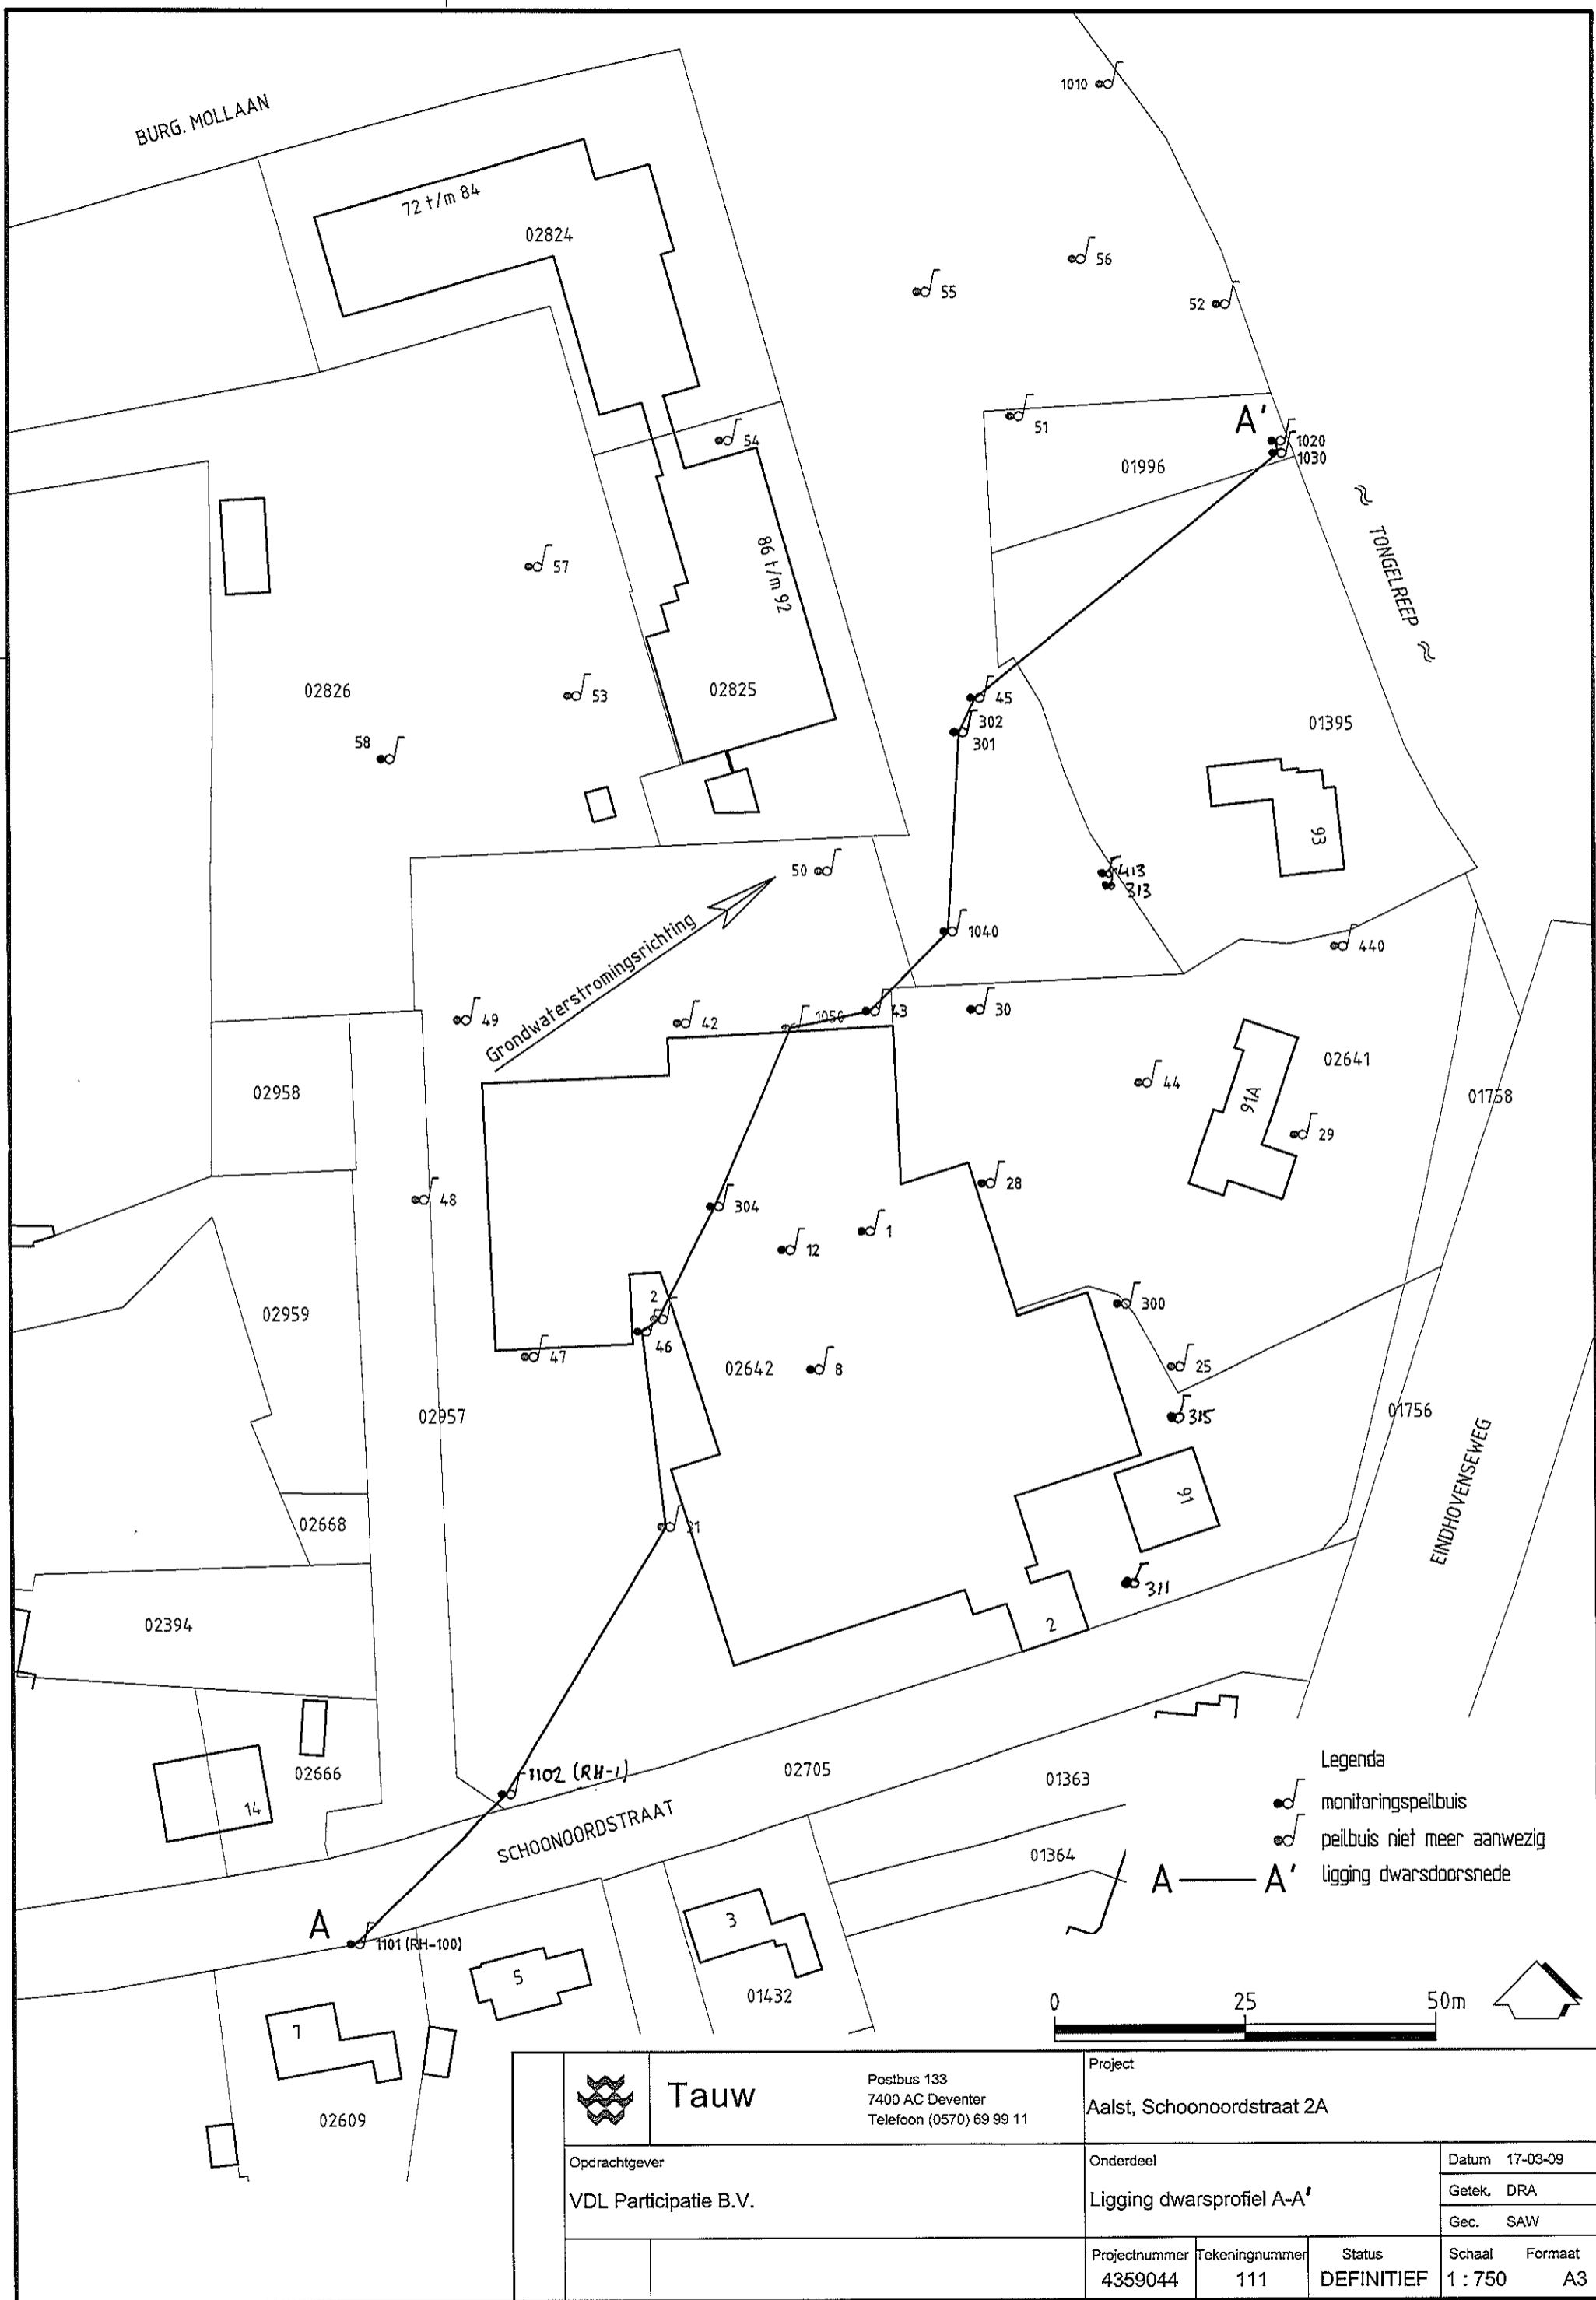 BURG. MOLLAAN
1010
72 t/m 84
02824
56
55
52
51
A'
1020
1030
54
01996
57
86 t/m 92
TONGELREEP
02826
53
02825
45
302
301
01395
58
93
413
313
50
1040
440
Grondwaterstromingsrichting
49
42
1050
43
30
02641
44
91A
01758
02958
29
48
28
304
1
12
2
300
02959
46
47
02642
8
25
02957
315
01756
EINDHOVENSEWEG
91
02668
31
311
02394
2
1102 (RH-1)
02666
02705
01363
14
SCHOONOORDSTRAAT
01364
Legenda
monitoringspeilbuis
peilbuis niet meer aanwezig
A A' ligging dwarsdoorsnede
A
1101 (RH-100)
3
5
01432
7
02609
0 25 50m
Tauw
Postbus 133
7400 AC Deventer
Telefoon (0570) 69 99 11
Project
Aalst, Schoonoordstraat 2A
Opdrachtgever
VDL Participatie B.V.
Onderdeel
Ligging dwarsprofiel A-A'
Datum 17-03-09
Getek. DRA
Gec. SAW
Projectnummer
4359044
Tekeningnummer
111
Status
DEFINITIEF
Schaal
1 : 750
Formaat
A3